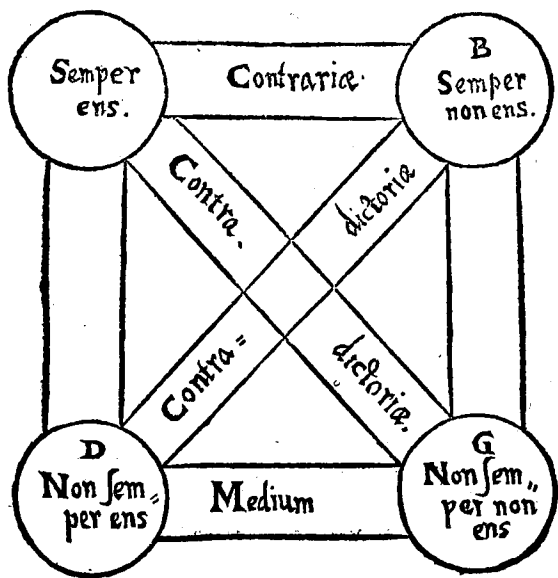 Semper
ens.
Contrariæ.
B
Semper
non ens.
Contra.
dictoriæ
Contra=
dictoriæ.
D
Non ſem=
per ens
Medium
G
Non ſem=
per non
ens